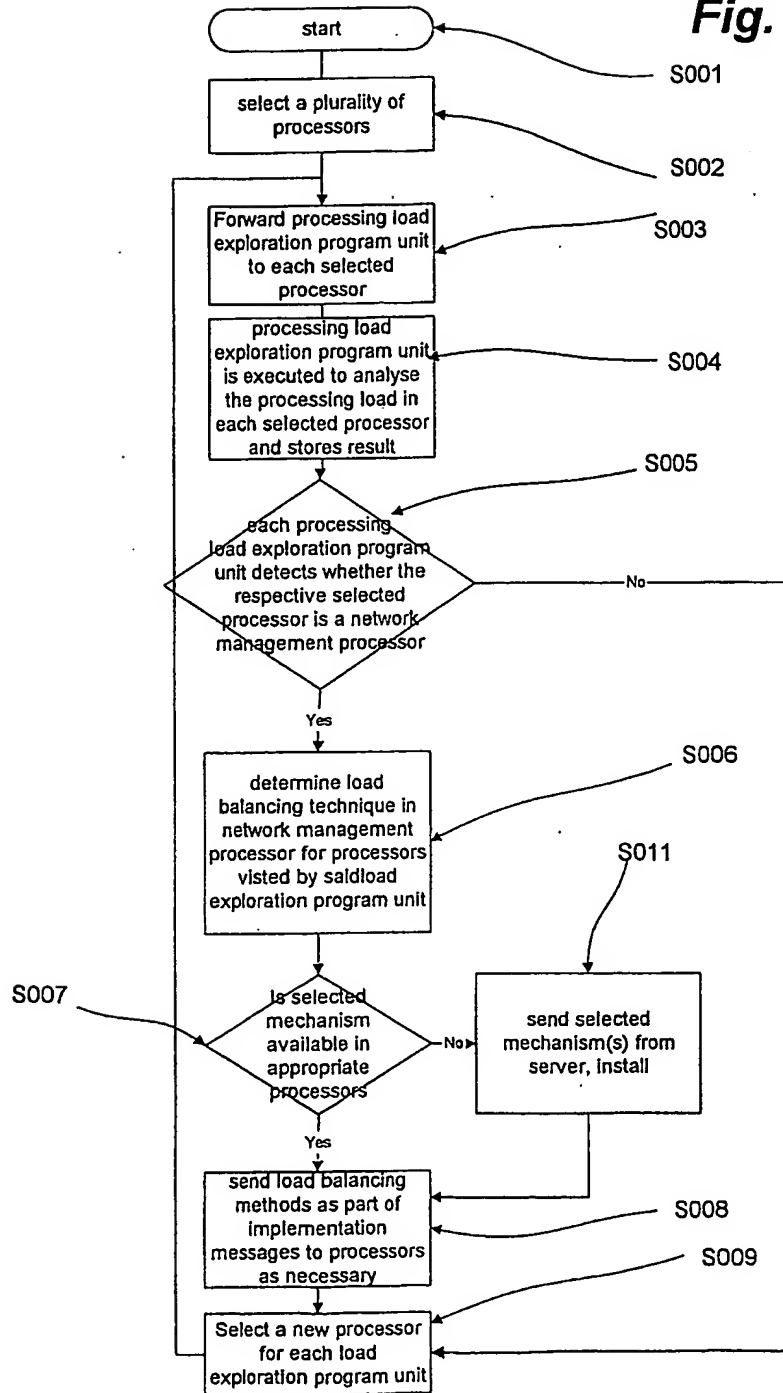 Fig.
start
S001
select a plurality of
processors
S002
Forward processing load
exploration program unit
to each selected
processor
S003
processing load
exploration program unit
is executed to analyse
the processing load in
each selected processor
and stores result
S004
S005
each processing
load exploration program
unit detects whether the
respective selected
processor is a network
management processor
No
Yes
S006
determine load
balancing technique in
network management
processor for processors
visted by saidload
exploration program unit
S011
S007
is selected
mechanism
available in
appropriate
processors
No
send selected
mechanism(s) from
server, install
Yes
send load balancing
methods as part of
implementation
messages to processors
as necessary
S008
S009
Select a new processor
for each load
exploration program unit